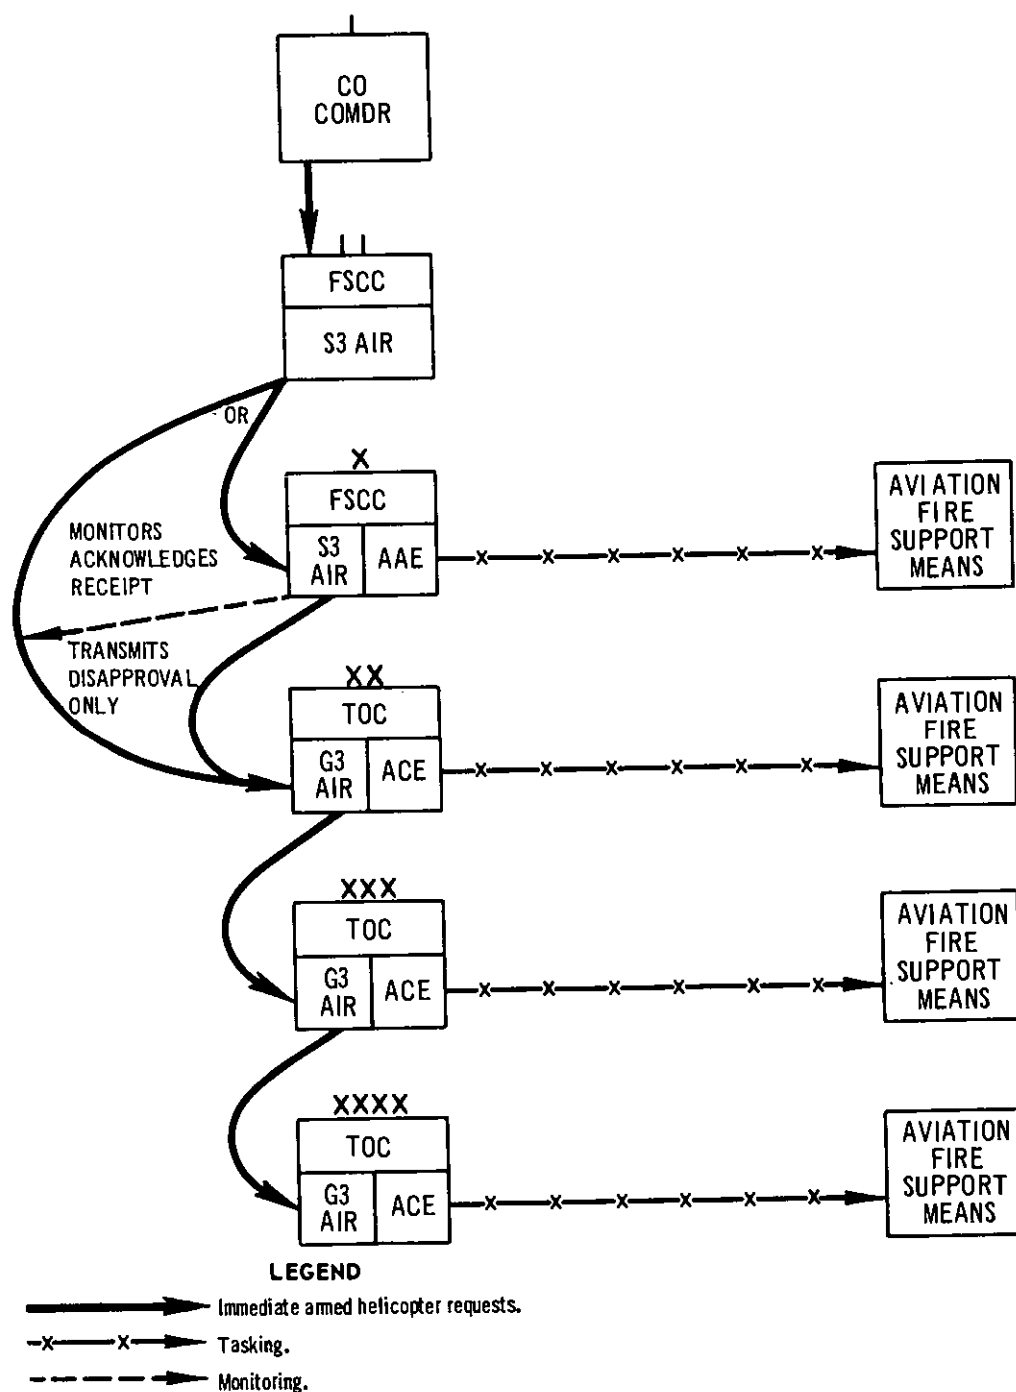 CO
COMDR
FSCC
S3 AIR
OR
X
FSCC
S3
AIR
AAE
X X X X X X
AVIATION
FIRE
SUPPORT
MEANS
MONITORS
ACKNOWLEDGES
RECEIPT
TRANSMITS
DISAPPROVAL
ONLY
XX
TOC
G3
AIR
ACE
X X X X X X
AVIATION
FIRE
SUPPORT
MEANS
XXX
TOC
G3
AIR
ACE
X X X X X X
AVIATION
FIRE
SUPPORT
MEANS
XXXX
TOC
G3
AIR
ACE
X X X X X X
AVIATION
FIRE
SUPPORT
MEANS
LEGEND
Immediate armed helicopter requests.
X X Tasking.
Monitoring.